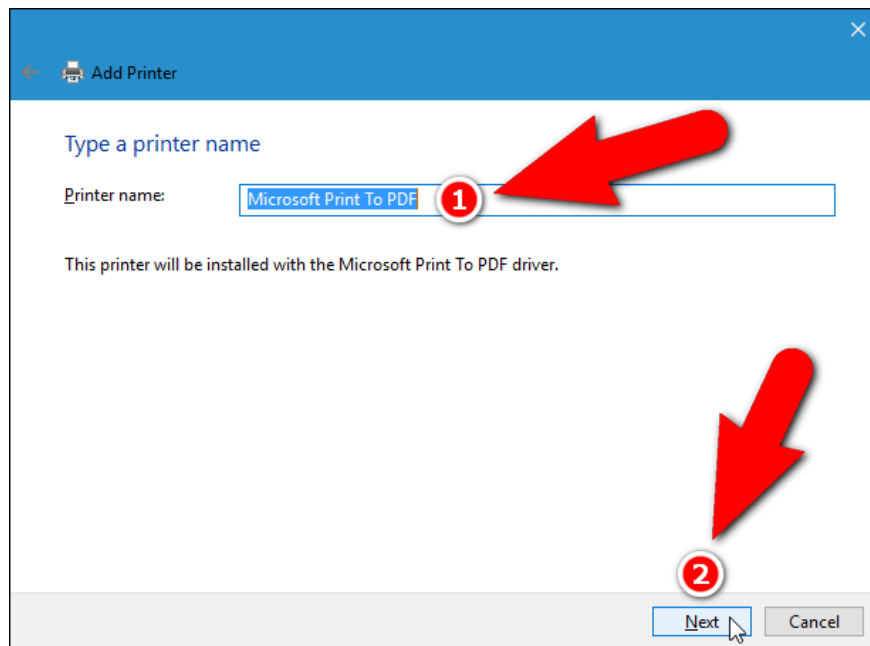 Add Printer
Type a printer name
Printer name: Microsoft Print To PDF 1
This printer will be installed with the Microsoft Print To PDF driver.
2
Next Cancel